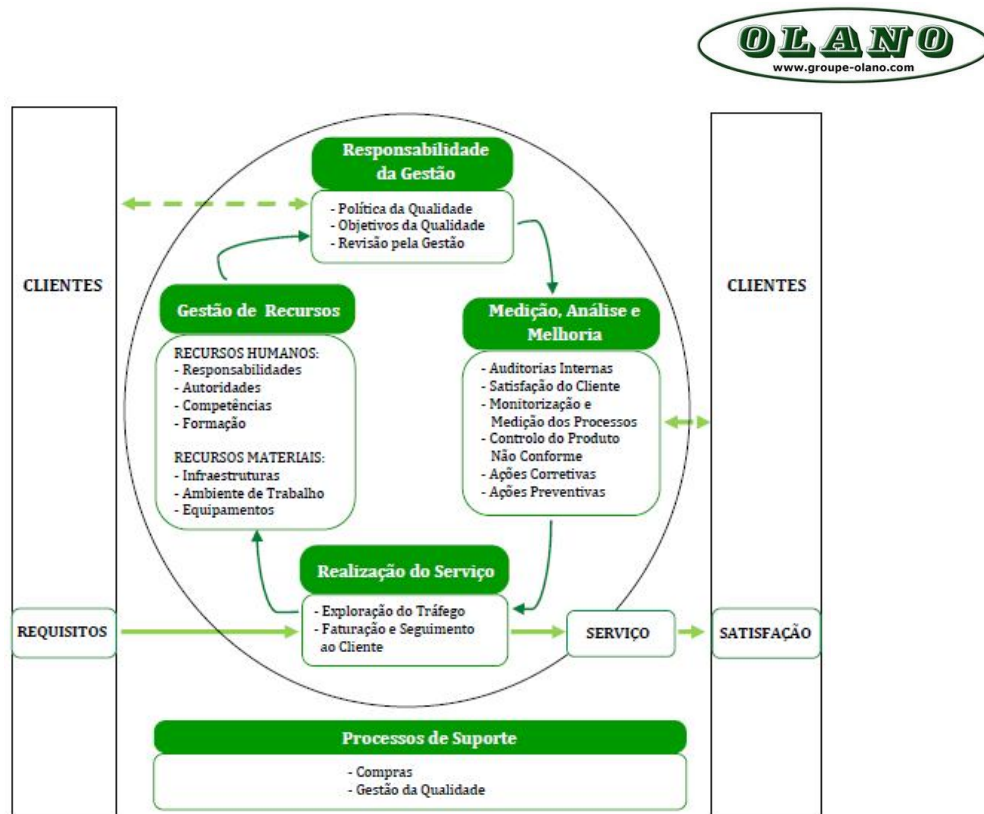 OLANO
www.groupe-olano.com
CLIENTES
Responsabilidade
da Gestão
- Política da Qualidade
- Objetivos da Qualidade
- Revisão pela Gestão
Gestão de Recursos
RECURSOS HUMANOS:
- Responsabilidades
- Autoridades
- Competências
- Formação
RECURSOS MATERIAIS:
- Infraestruturas
- Ambiente de Trabalho
- Equipamentos
Medição, Análise e
Melhoria
- Auditorias Internas
- Satisfação do Cliente
- Monitorização e
Medição dos Processos
- Controlo do Produto
Não Conforme
- Ações Corretivas
- Ações Preventivas
CLIENTES
REQUISITOS
Realização do Serviço
- Exploração do Tráfego
- Faturação e Seguimento
ao Cliente
SERVIÇO
SATISFAÇÃO
Processos de Suporte
- Compras
- Gestão da Qualidade